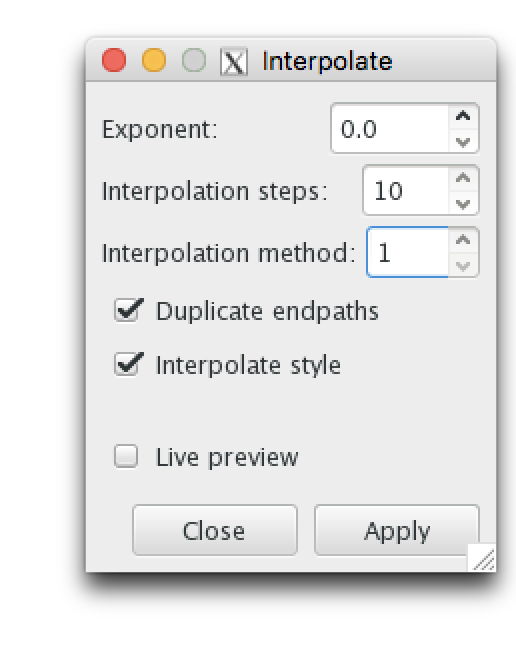 X Interpolate
Exponent: 0.0
Interpolation steps: 10
Interpolation method: 1
Duplicate endpaths
Interpolate style
Live preview
Close Apply